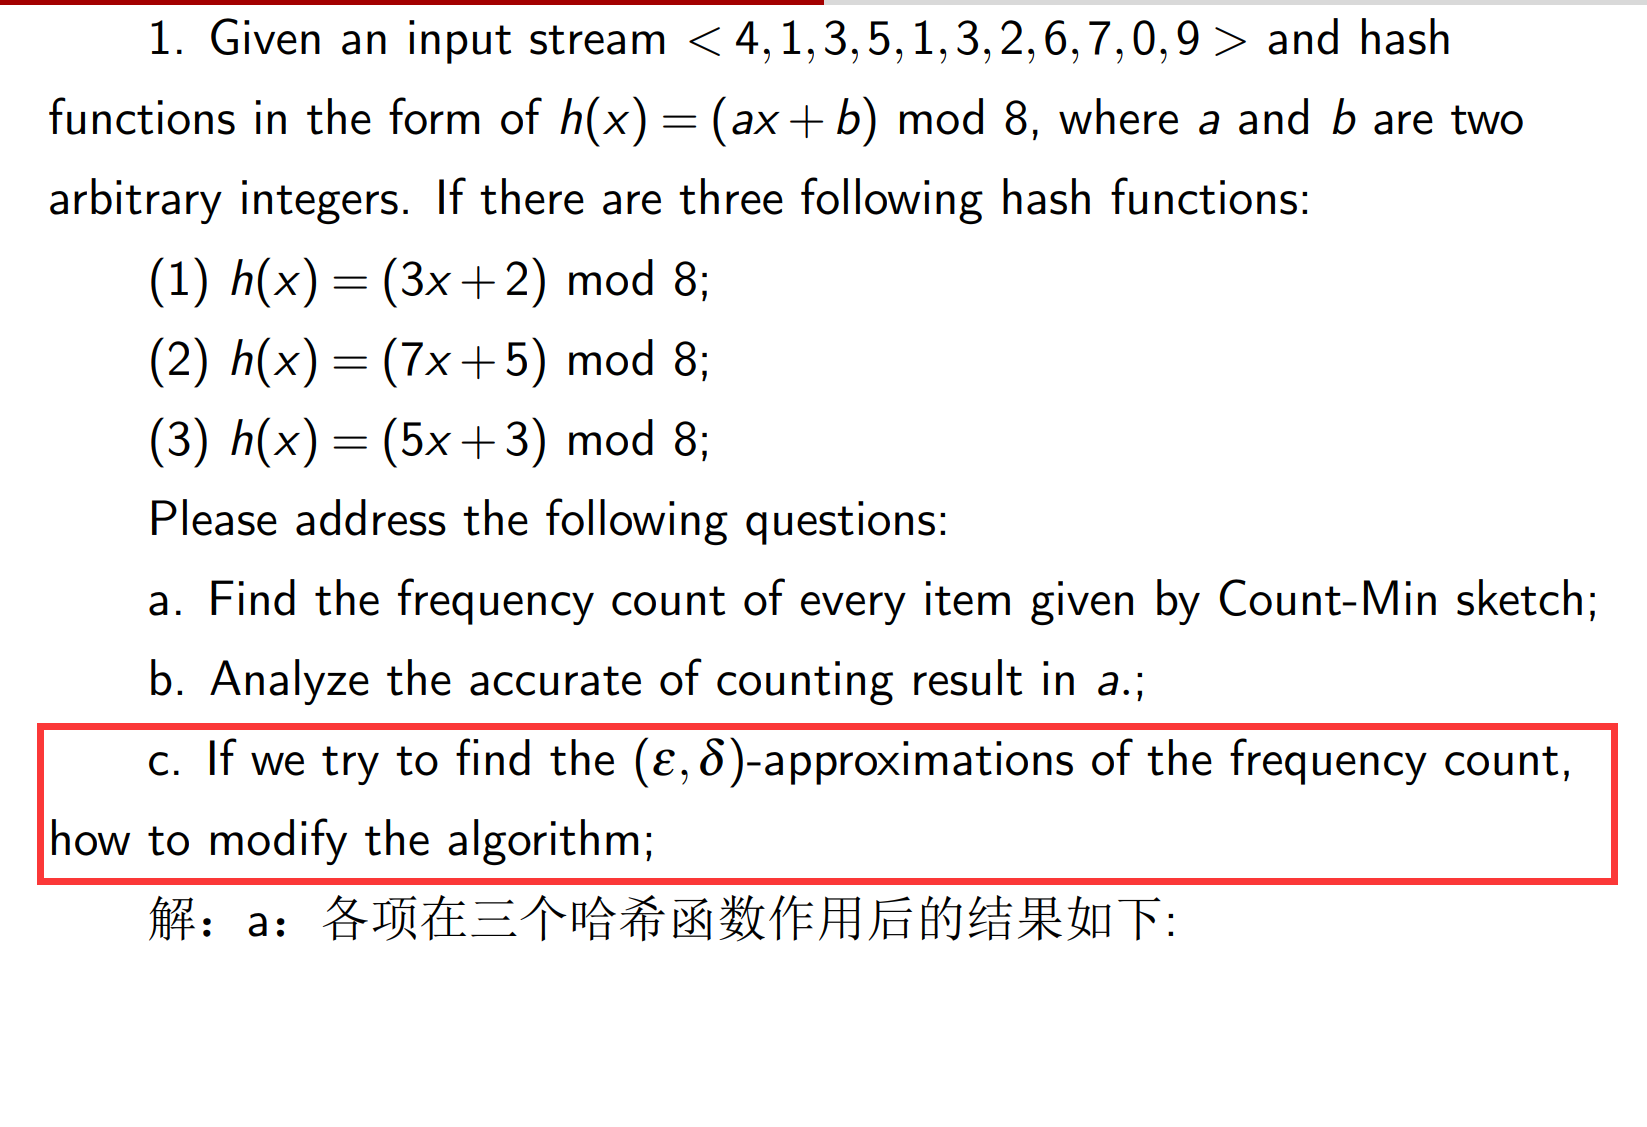 1. Given an input stream < 4,1,3,5,1,3,2,6,7,0,9 > and hash
functions in the form of h(x) = (ax + b) mod 8, where a and b are two
arbitrary integers. If there are three following hash functions:
(1) h(x) = (3x + 2) mod 8;
(2) h(x) = (7x + 5) mod 8;
(3) h(x) = (5x + 3) mod 8;
Please address the following questions:
a. Find the frequency count of every item given by Count-Min sketch;
b. Analyze the accurate of counting result in a.;
c. If we try to find the (ε, δ)-approximations of the frequency count,
how to modify the algorithm;
解：a：各项在三个哈希函数作用后的结果如下: